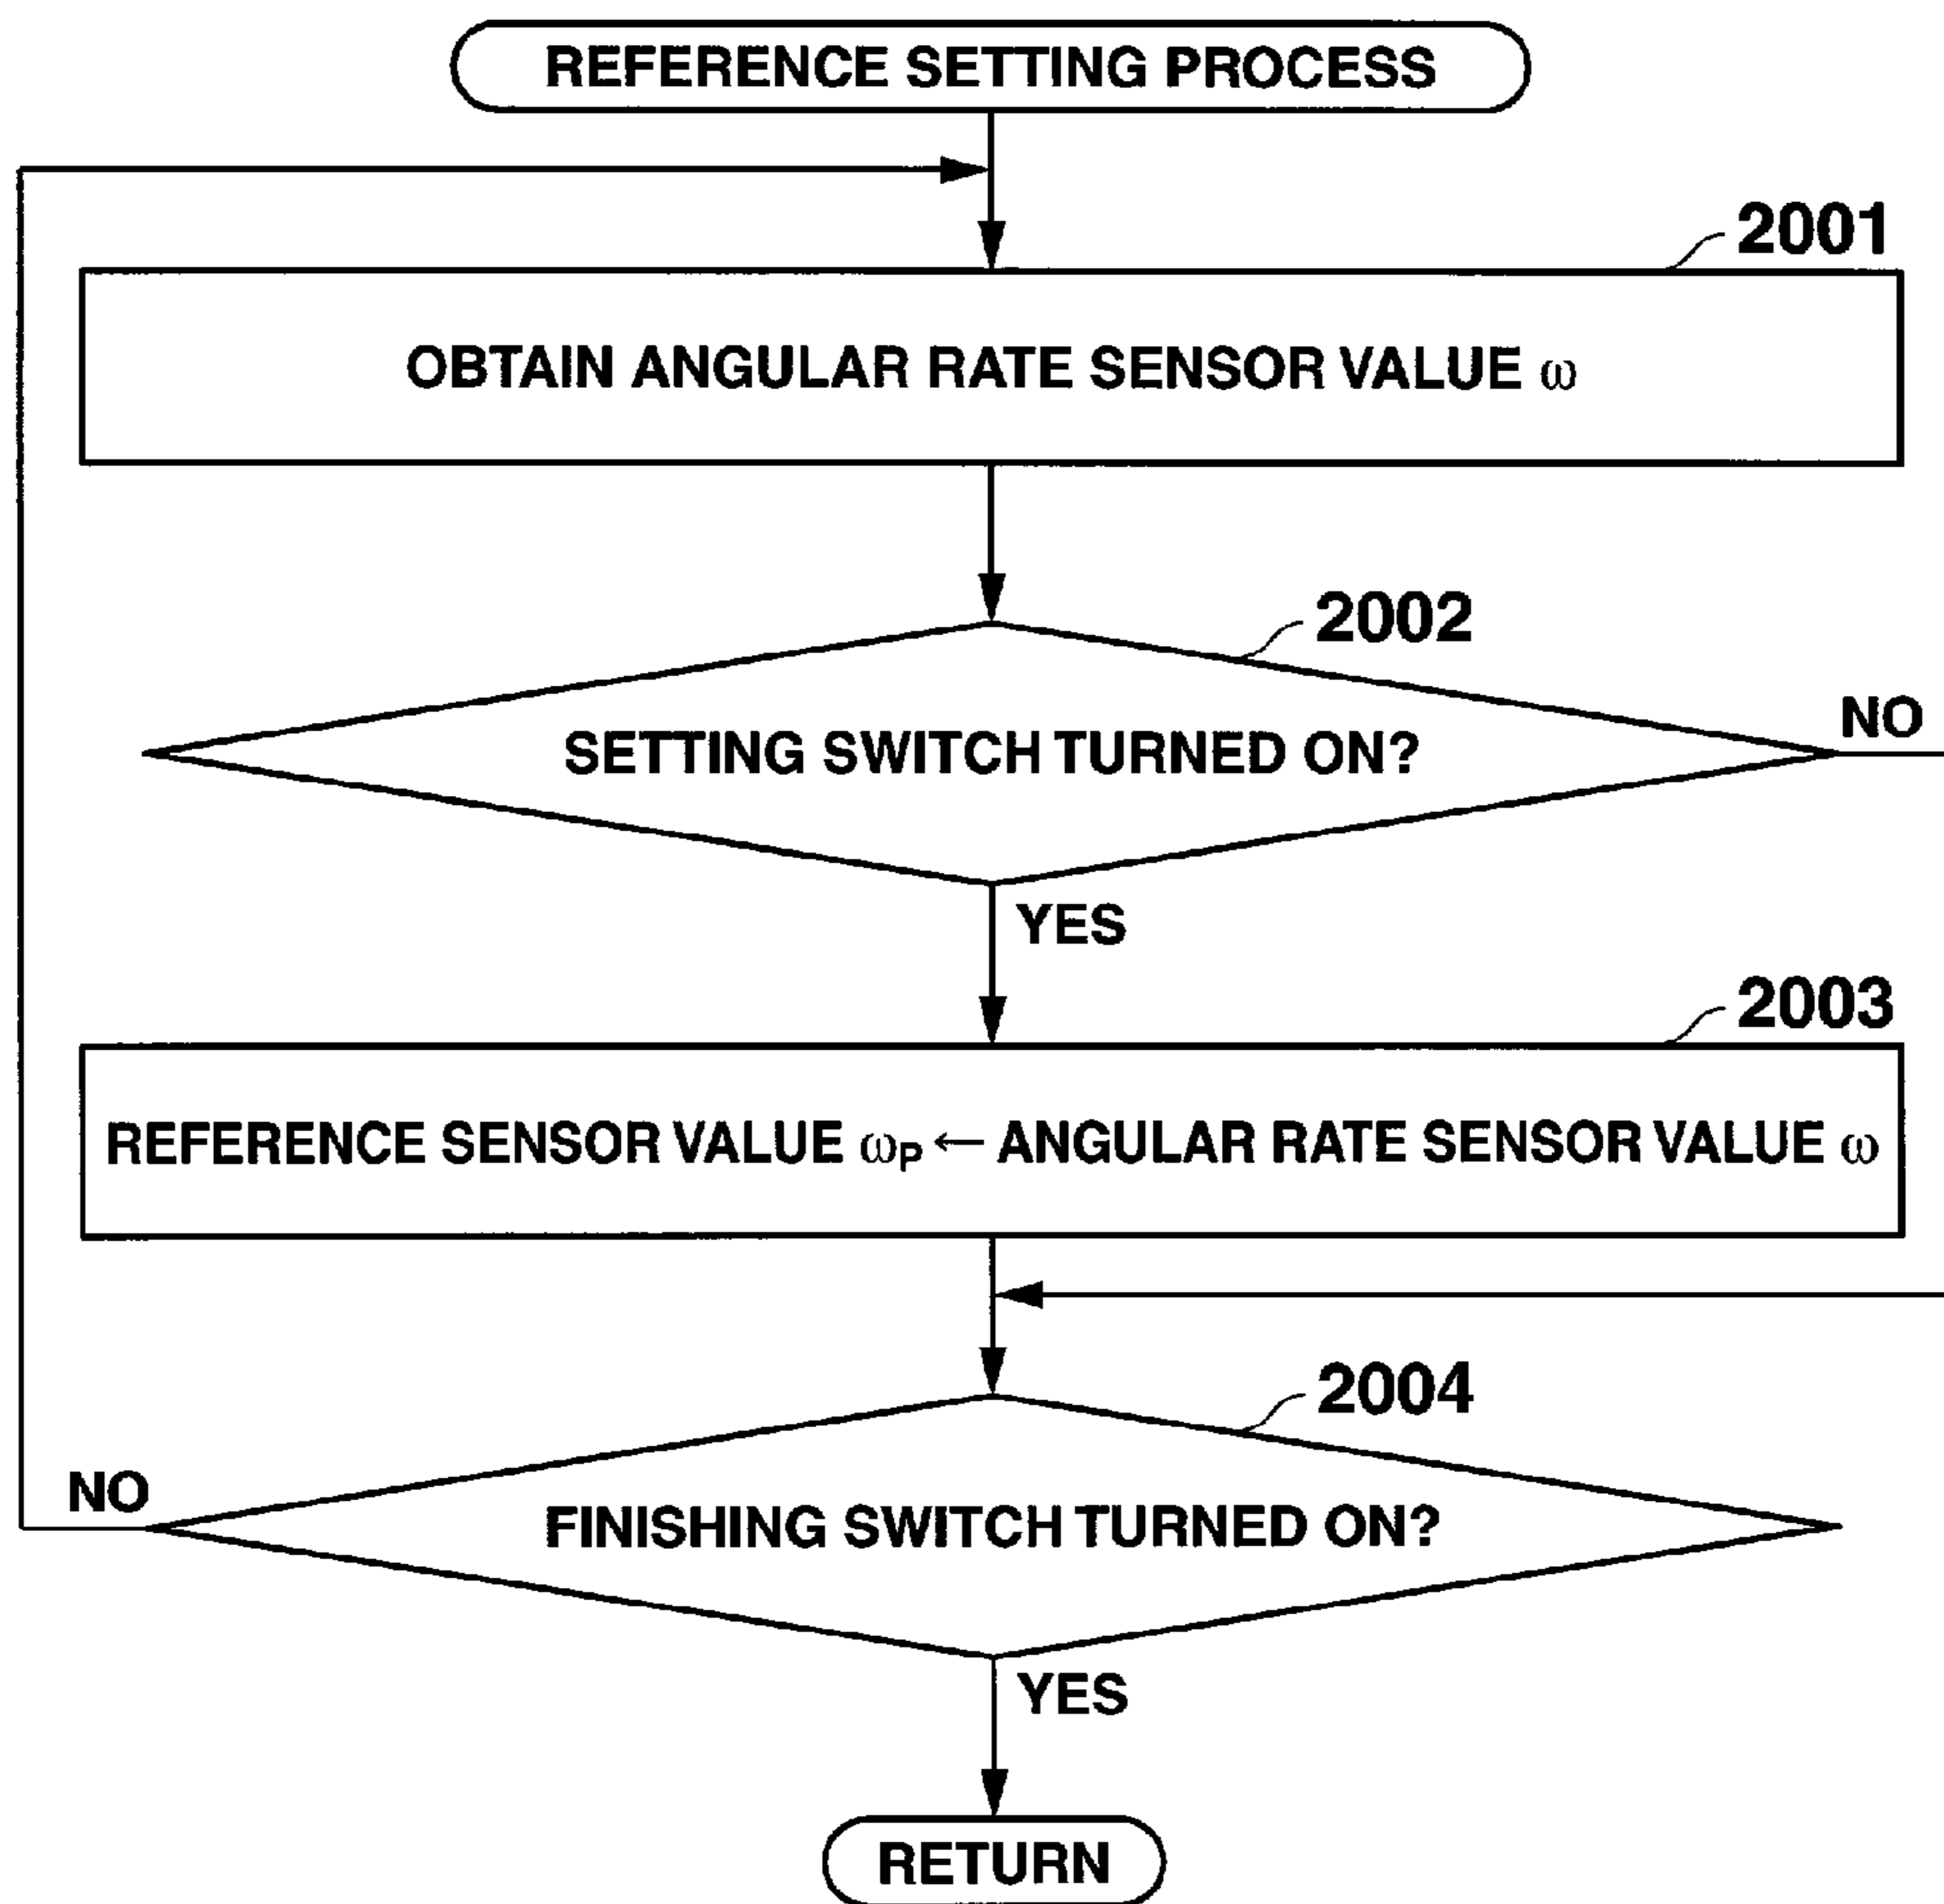 REFERENCE SETTING PROCESS
2001
OBTAIN ANGULAR RATE SENSOR VALUE ω
2002
SETTING SWITCH TURNED ON?
NO
YES
2003
REFERENCE SENSOR VALUE ωP ← ANGULAR RATE SENSOR VALUE ω
2004
NO
FINISHING SWITCH TURNED ON?
YES
RETURN